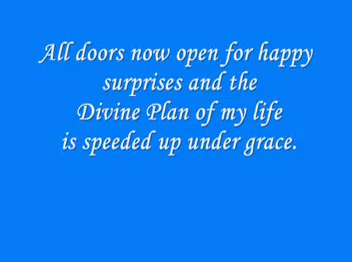 All doors now open for happy
surprises and the
Divine Plan of my life
is speeded up under grace.